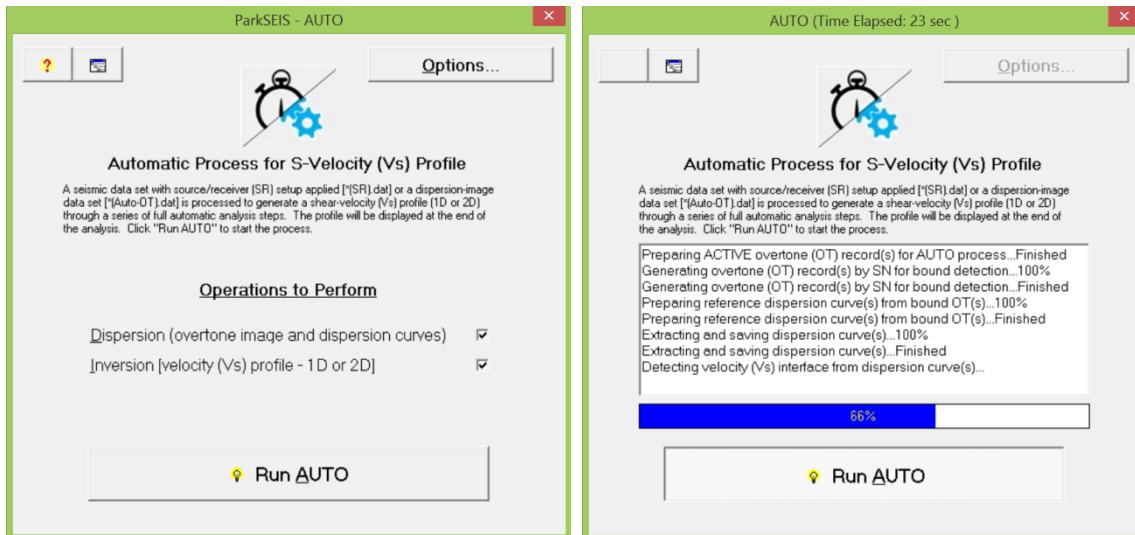 ParkSEIS - AUTO
?
Options...
Automatic Process for S-Velocity (Vs) Profile
A seismic data set with source/receiver (SR) setup applied [*(SR).dat] or a dispersion-image
data set [*(Auto-OT).dat] is processed to generate a shear-velocity (Vs) profile (1D or 2D)
through a series of full automatic analysis steps.  The profile will be displayed at the end of
the analysis.  Click "Run AUTO" to start the process.
Operations to Perform
Dispersion (overtone image and dispersion curves)
Inversion [velocity (Vs) profile - 1D or 2D]
Run AUTO
AUTO (Time Elapsed: 23 sec )
Options...
Automatic Process for S-Velocity (Vs) Profile
A seismic data set with source/receiver (SR) setup applied [*(SR).dat] or a dispersion-image
data set [*(Auto-OT).dat] is processed to generate a shear-velocity (Vs) profile (1D or 2D)
through a series of full automatic analysis steps.  The profile will be displayed at the end of
the analysis.  Click "Run AUTO" to start the process.
Preparing ACTIVE overtone (OT) record(s) for AUTO process...Finished
Generating overtone (OT) record(s) by SN for bound detection...100%
Generating overtone (OT) record(s) by SN for bound detection...Finished
Preparing reference dispersion curve(s) from bound OT(s)...100%
Preparing reference dispersion curve(s) from bound OT(s)...Finished
Extracting and saving dispersion curve(s)...100%
Extracting and saving dispersion curve(s)...Finished
Detecting velocity (Vs) interface from dispersion curve(s)...
66%
Run AUTO